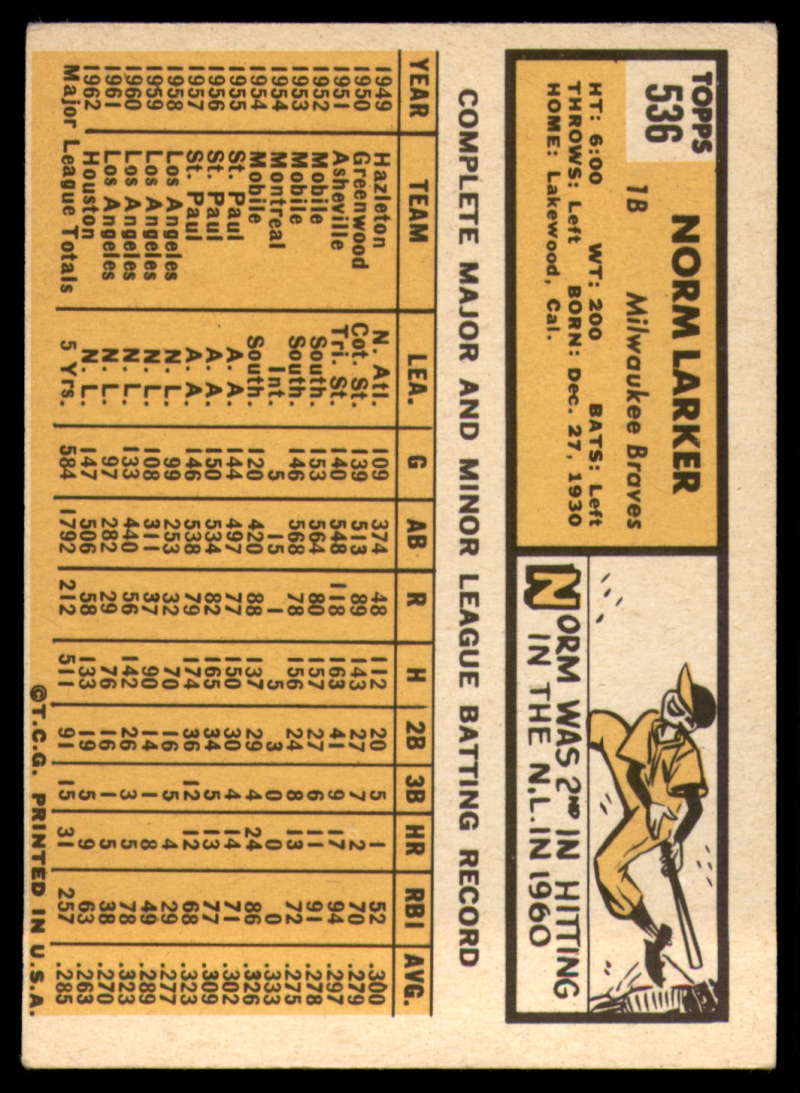 TOPPS
536
NORM LARKER
1B Milwaukee Braves
HT: 6:00 WT: 200 BATS: Left
THROWS: Left BORN: Dec. 27, 1930
HOME: Lakewood, Cal.
NORM WAS 2ND IN HITTING
IN THE N.L. IN 1960
COMPLETE MAJOR AND MINOR LEAGUE BATTING RECORD
YEAR TEAM LEA. G AB R H 2B 3B HR RBI AVG.
1949 Hazleton N. Atl. 109 374 48 112 20 5 1 52 .300
1950 Greenwood Cot. St. 139 513 89 143 27 7 2 70 .279
1951 Asheville Tri. St. 140 548 118 163 41 9 17 94 .297
1952 Mobile South. 153 564 80 157 27 6 11 91 .278
1953 Mobile South. 146 568 78 156 24 8 13 72 .275
1954 Montreal Int. 5 15 1 5 3 0 0 0 .333
1954 Mobile South. 120 420 88 137 29 4 24 86 .326
1955 St. Paul A. A. 144 497 77 150 30 4 14 71 .302
1956 St. Paul A. A. 150 534 82 165 34 5 13 77 .309
1957 St. Paul A. A. 146 538 79 174 36 12 12 68 .323
1958 Los Angeles N. L. 99 253 32 70 16 5 4 29 .277
1959 Los Angeles N. L. 108 311 37 90 14 1 8 49 .289
1960 Los Angeles N. L. 133 440 56 142 26 3 5 78 .323
1961 Los Angeles N. L. 97 282 29 76 16 1 5 38 .270
1962 Houston N. L. 147 506 58 133 19 5 9 63 .263
Major League Totals 5 Yrs. 584 1792 212 511 91 15 31 257 .285
©T.C.G. PRINTED IN U.S.A.